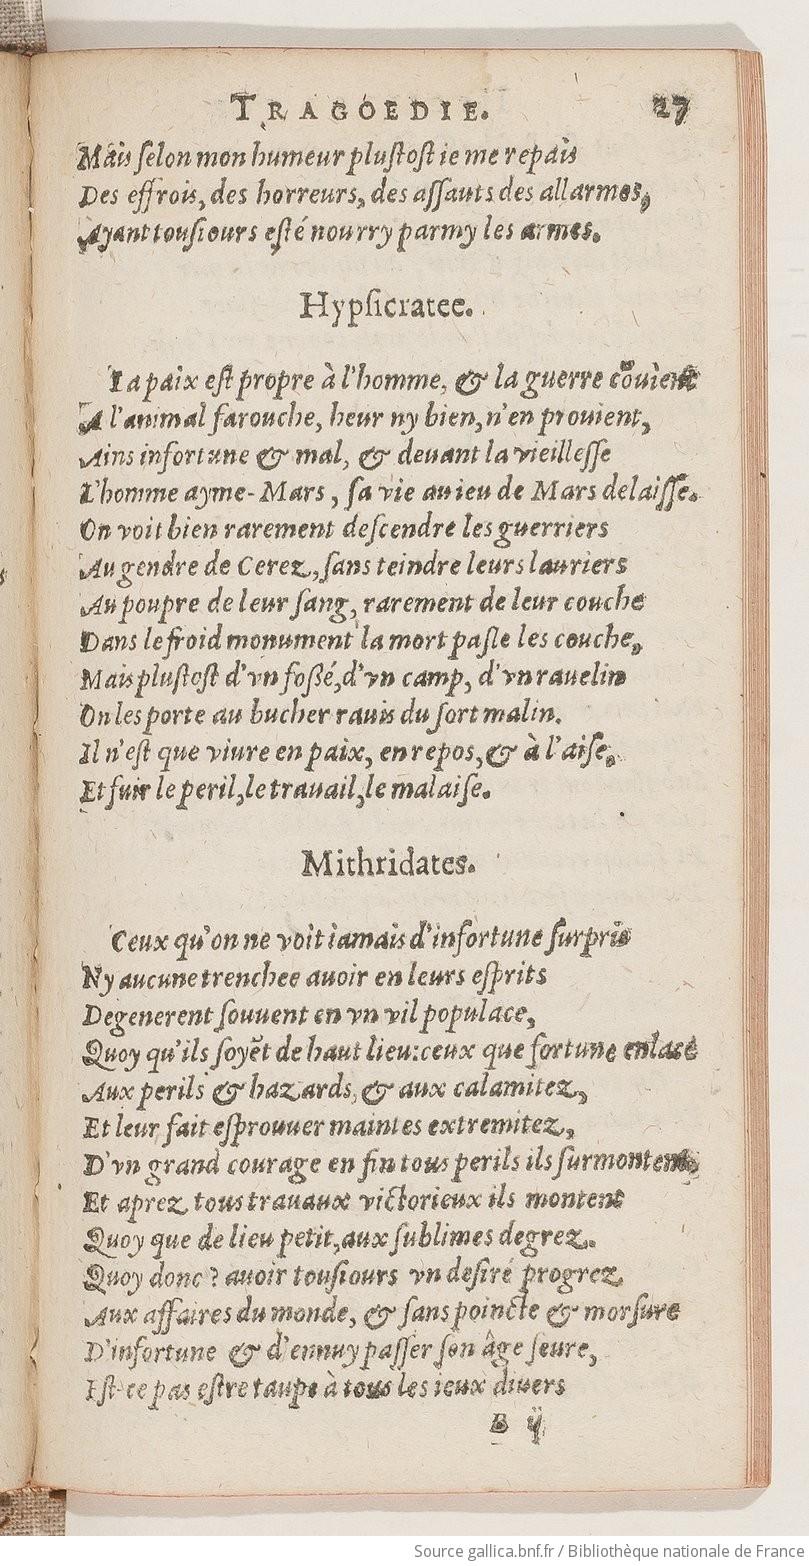 TRAGOEDIE. 27
Mais selon mon humeur plustost ie me repais
Des effrois, des horreurs, des assauts des allarmes,
Ayant tousiours esté nourry parmy les armes.
Hypsicratee.
La paix est propre à l'homme, & la guerre cōuient
A l'animal farouche, heur ny bien, n'en prouient,
Ains infortune & mal, & deuant la vieillesse
L'homme ayme-Mars, sa vie au ieu de Mars delaisse.
On voit bien rarement descendre les guerriers
Au gendre de Cerez, sans teindre leurs lauriers
Au poupre de leur sang, rarement de leur couche
Dans le froid monument la mort pasle les couche,
Mais plustost d'vn fossé, d'vn camp, d'vn rauelin
On les porte au bucher rauis du sort malin.
Il n'est que viure en paix, en repos, & à l'aise,
Et fuir le peril, le trauail, le malaise.
Mithridates.
Ceux qu'on ne voit iamais d'infortune surpris
Ny aucune trenchee auoir en leurs esprits
Degenerent souuent en vn vil populace,
Quoy qu'ils soyēt de haut lieu: ceux que fortune enlace
Aux perils & hazards, & aux calamitez,
Et leur fait esprouuer maintes extremitez,
D'vn grand courage en fin tous perils ils surmontent,
Et aprez tous trauaux victorieux ils montent
Quoy que de lieu petit, aux sublimes degrez.
Quoy donc? auoir tousiours vn desiré progrez
Aux affaires du monde, & sans poincte & morsure
D'infortune & d'ennuy passer son âge seure,
Est-ce pas estre taupe à tous les ieux diuers
B ij
Source gallica.bnf.fr / Bibliothèque nationale de France